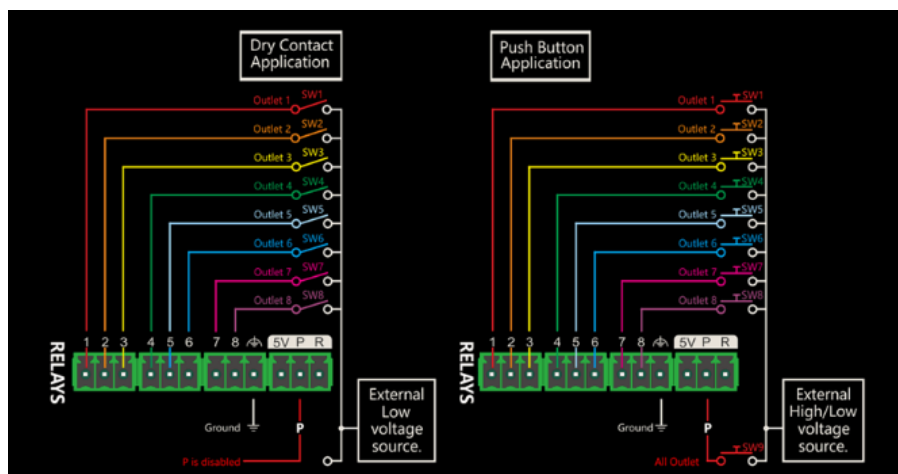 Dry Contact
Application
Push Button
Application
Outlet 1 SW1
Outlet 2 SW2
Outlet 3 SW3
Outlet 4 SW4
Outlet 5 SW5
Outlet 6 SW6
Outlet 7 SW7
Outlet 8 SW8
RELAYS
1 2 3 4 5 6 7 8 5V P R
Ground
P
P is disabled
External
Low
voltage
source.
Outlet 1 SW1
Outlet 2 SW2
Outlet 3 SW3
Outlet 4 SW4
Outlet 5 SW5
Outlet 6 SW6
Outlet 7 SW7
Outlet 8 SW8
RELAYS
1 2 3 4 5 6 7 8 5V P R
Ground
P
All Outlet SW9
External
High/Low
voltage
source.